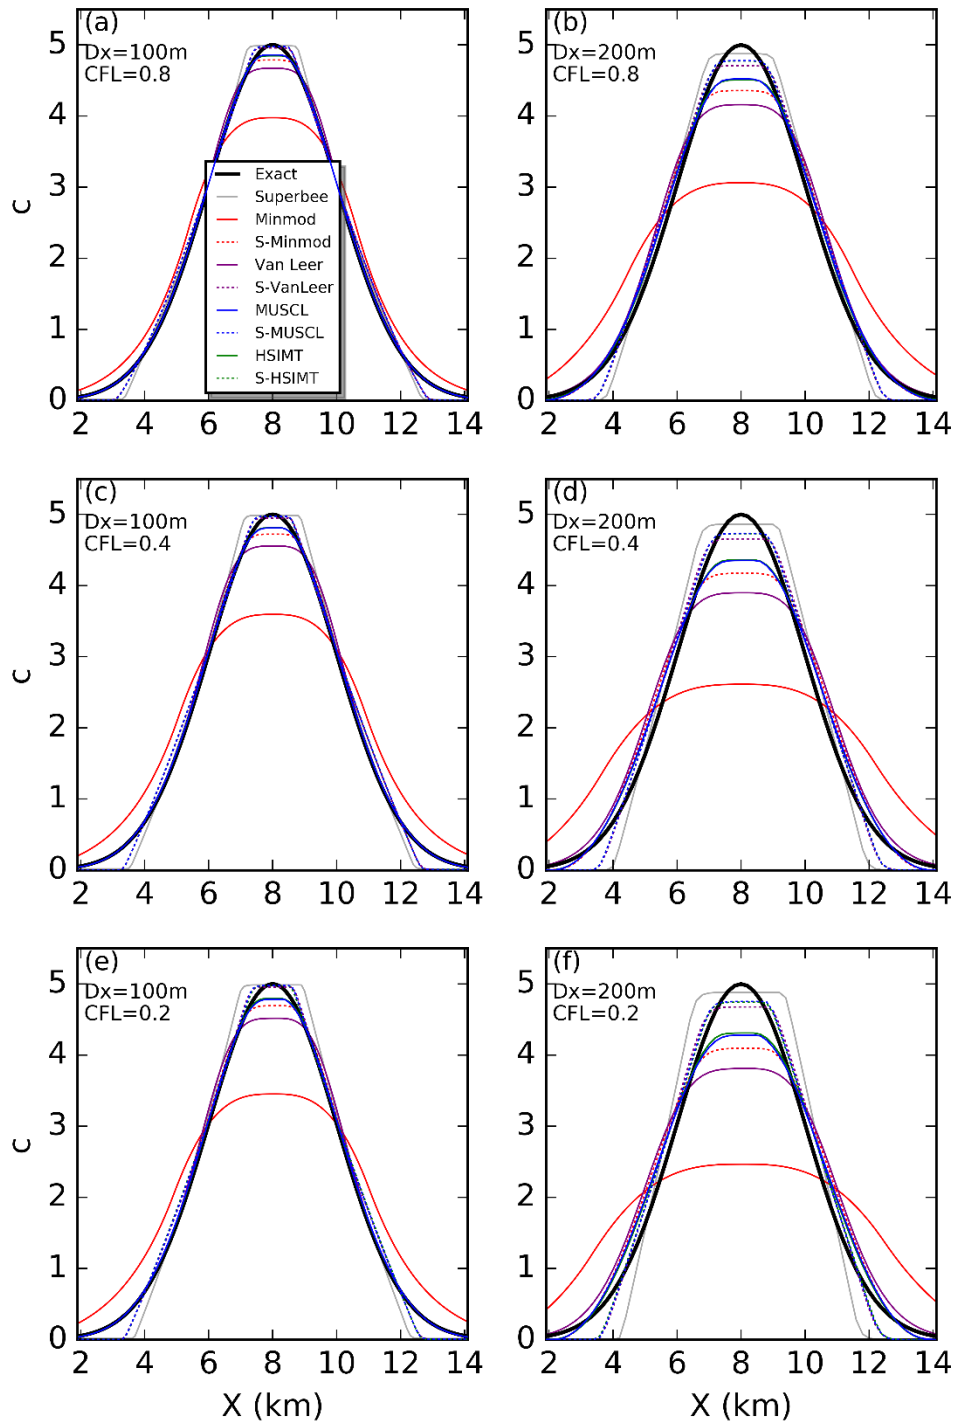 (a)
Dx=100m
CFL=0.8
5
4
3
2
1
0
c
Exact
Superbee
Minmod
S-Minmod
Van Leer
S-VanLeer
MUSCL
S-MUSCL
HSIMT
S-HSIMT
2 4 6 8 10 12 14
(b)
Dx=200m
CFL=0.8
5
4
3
2
1
0
2 4 6 8 10 12 14
(c)
Dx=100m
CFL=0.4
5
4
3
2
1
0
c
2 4 6 8 10 12 14
(d)
Dx=200m
CFL=0.4
5
4
3
2
1
0
2 4 6 8 10 12 14
(e)
Dx=100m
CFL=0.2
5
4
3
2
1
0
c
2 4 6 8 10 12 14
X (km)
(f)
Dx=200m
CFL=0.2
5
4
3
2
1
0
2 4 6 8 10 12 14
X (km)